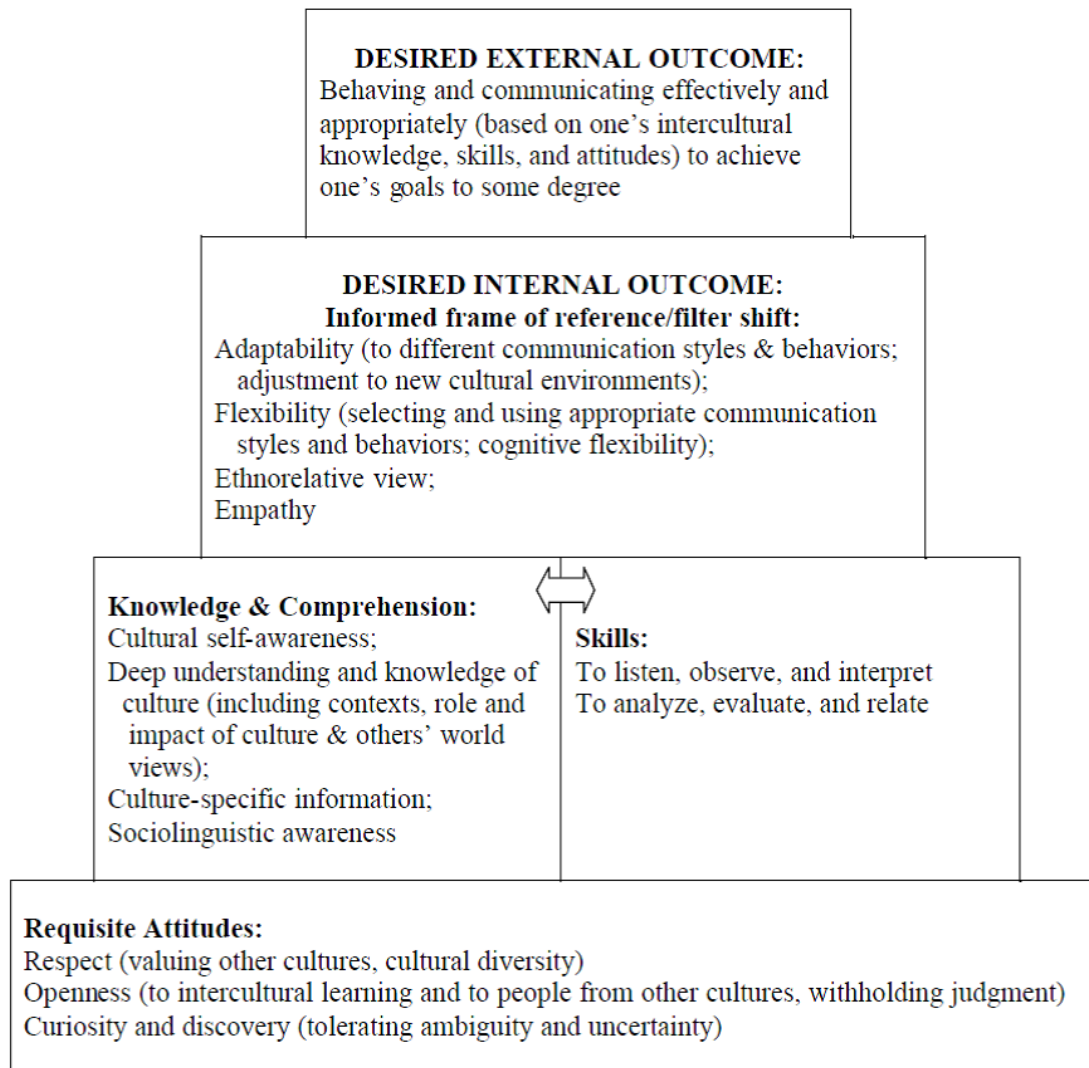 DESIRED EXTERNAL OUTCOME:
Behaving and communicating effectively and
appropriately (based on one’s intercultural
knowledge, skills, and attitudes) to achieve
one’s goals to some degree
DESIRED INTERNAL OUTCOME:
Informed frame of reference/filter shift:
Adaptability (to different communication styles & behaviors;
adjustment to new cultural environments);
Flexibility (selecting and using appropriate communication
styles and behaviors; cognitive flexibility);
Ethnorelative view;
Empathy
Knowledge & Comprehension:
Cultural self-awareness;
Deep understanding and knowledge of
culture (including contexts, role and
impact of culture & others’ world
views);
Culture-specific information;
Sociolinguistic awareness
Skills:
To listen, observe, and interpret
To analyze, evaluate, and relate
Requisite Attitudes:
Respect (valuing other cultures, cultural diversity)
Openness (to intercultural learning and to people from other cultures, withholding judgment)
Curiosity and discovery (tolerating ambiguity and uncertainty)